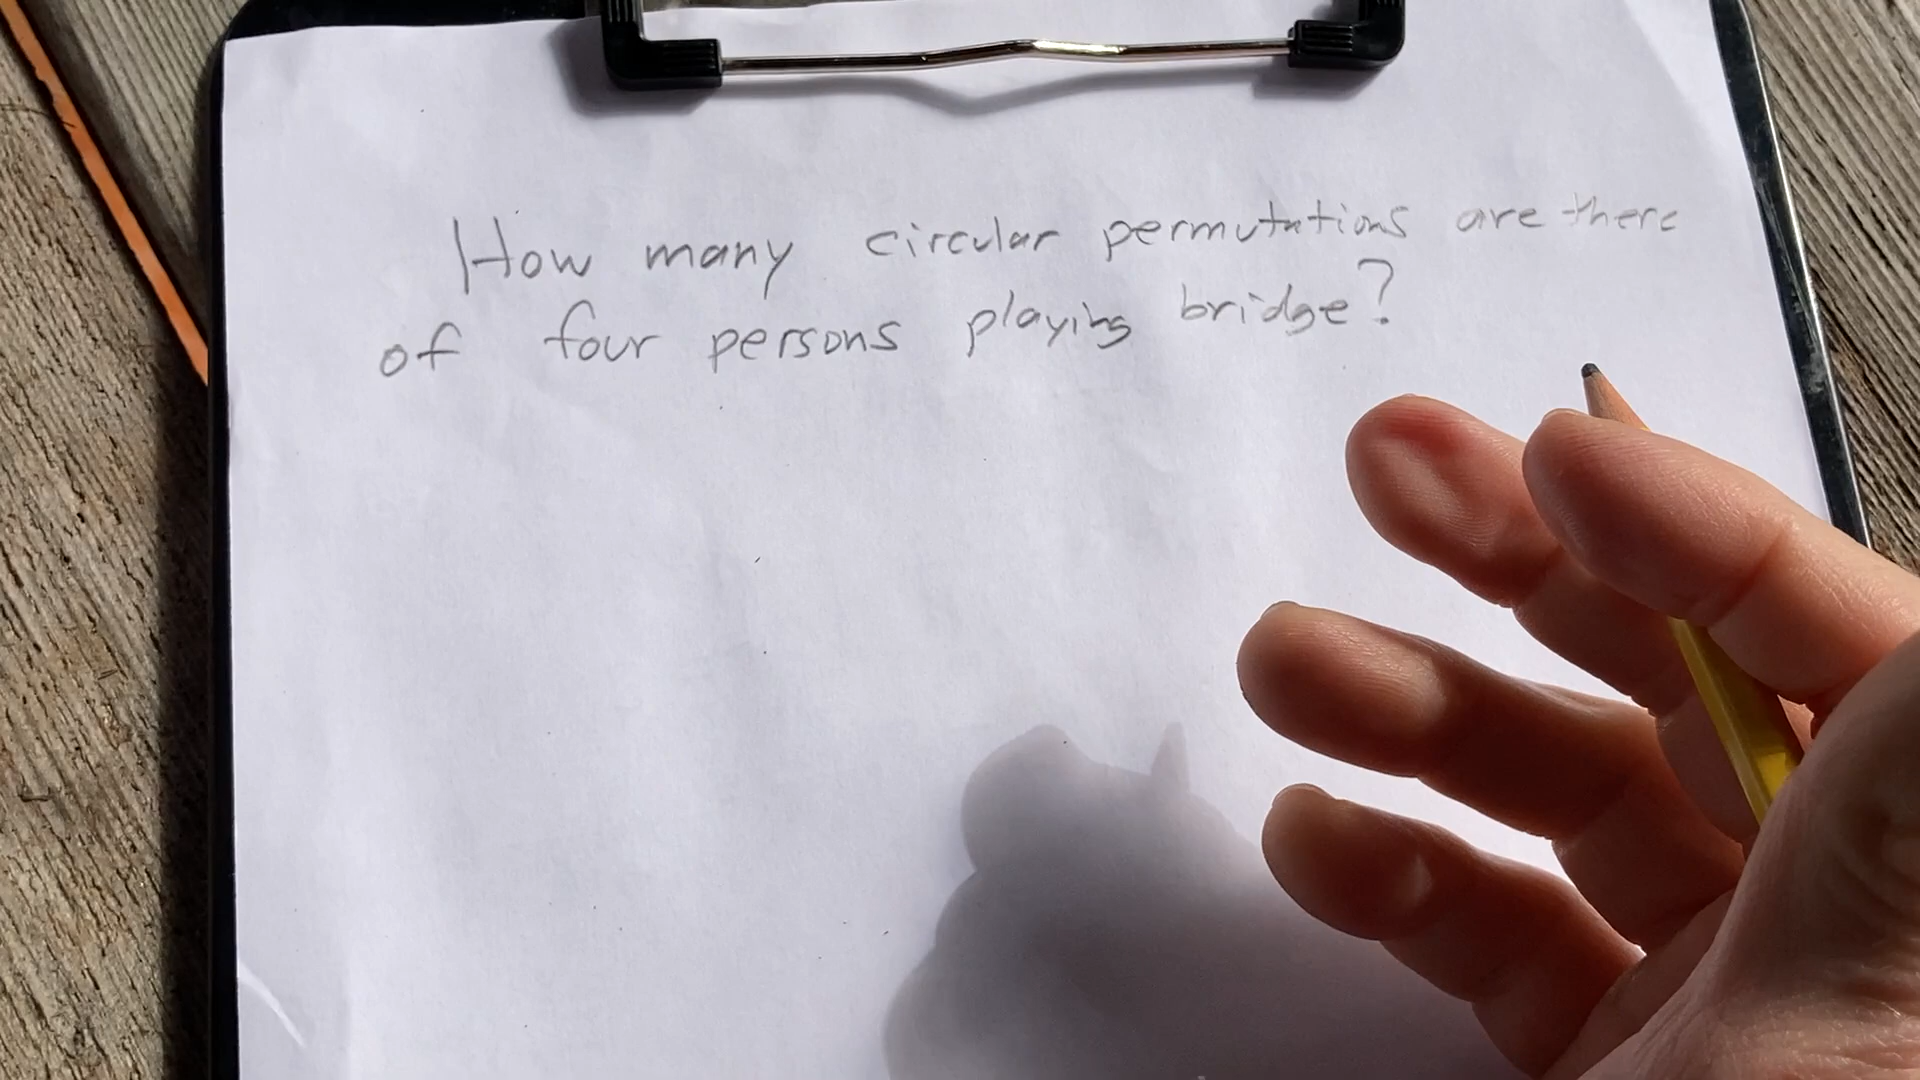 How many circular permutations are there
of four persons playing bridge?